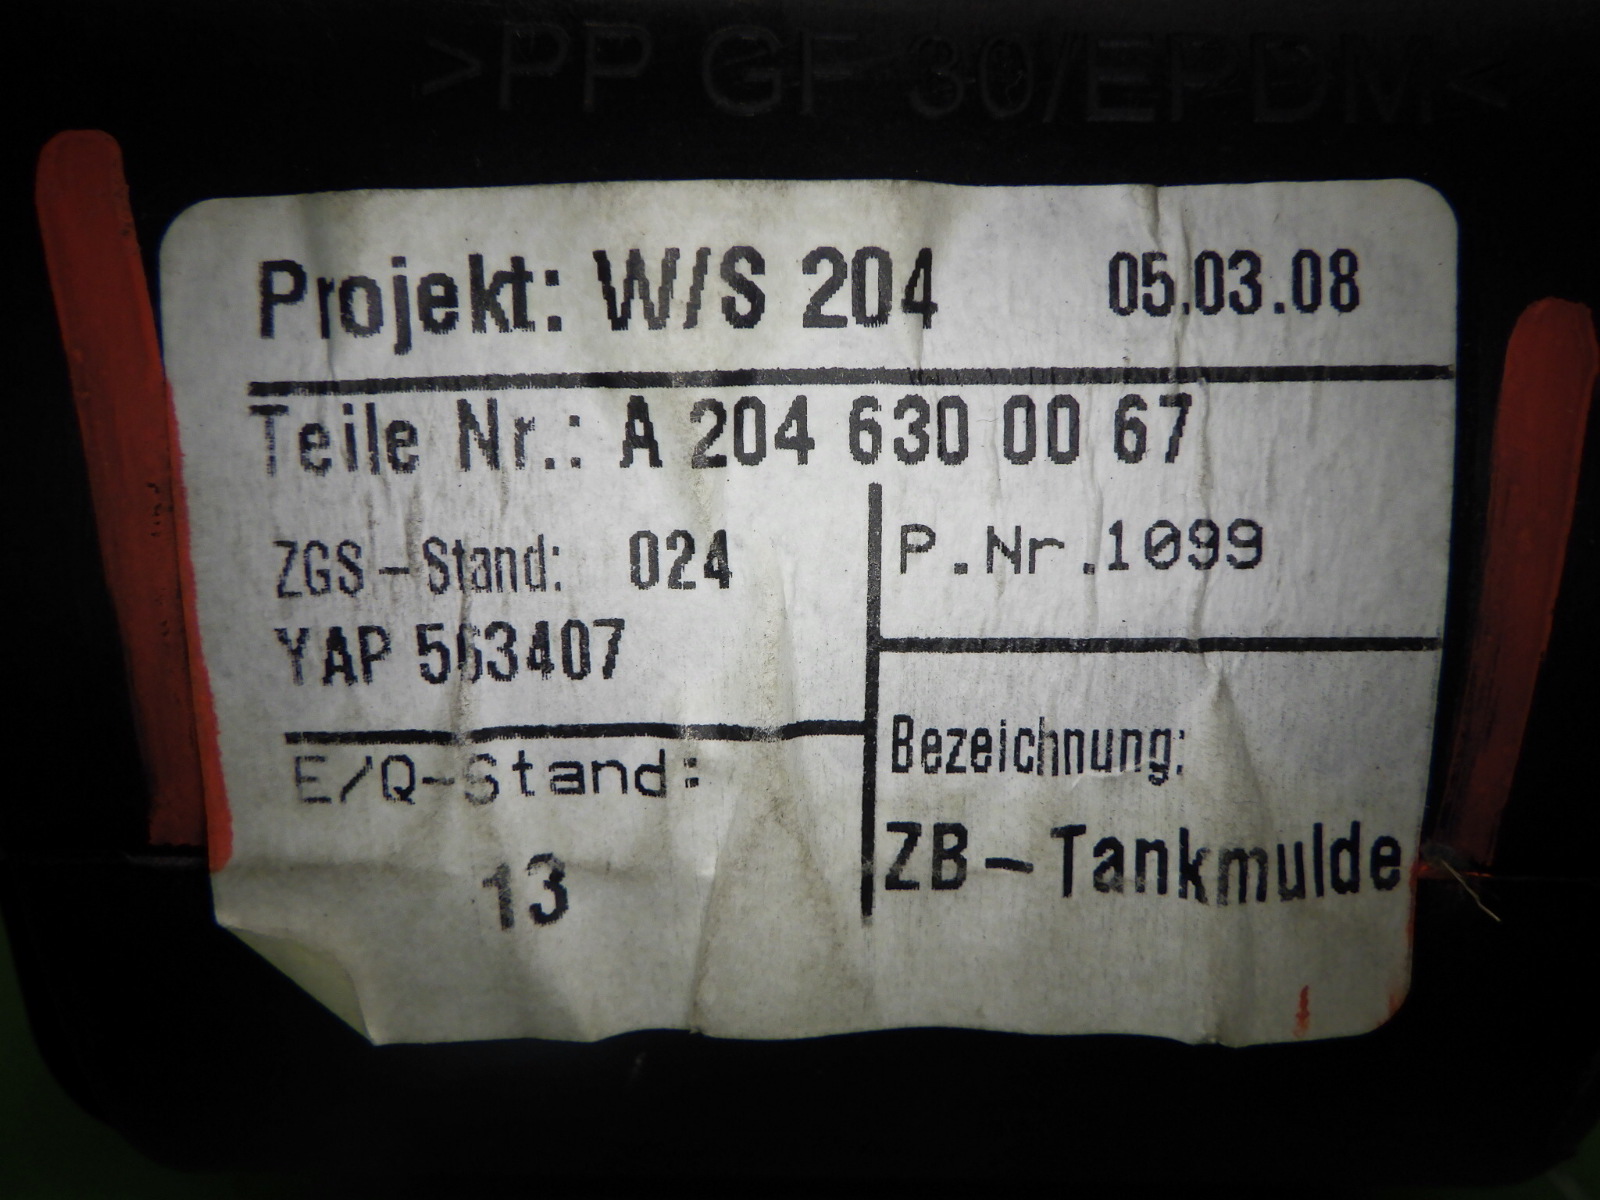 >PP GF 30/EPDM<
Projekt: W/S 204 05.03.08
Teile Nr.: A 204 630 00 67
ZGS-Stand: 024
P.Nr.1099
YAP 563407
E/Q-Stand:
13
Bezeichnung:
ZB-Tankmulde